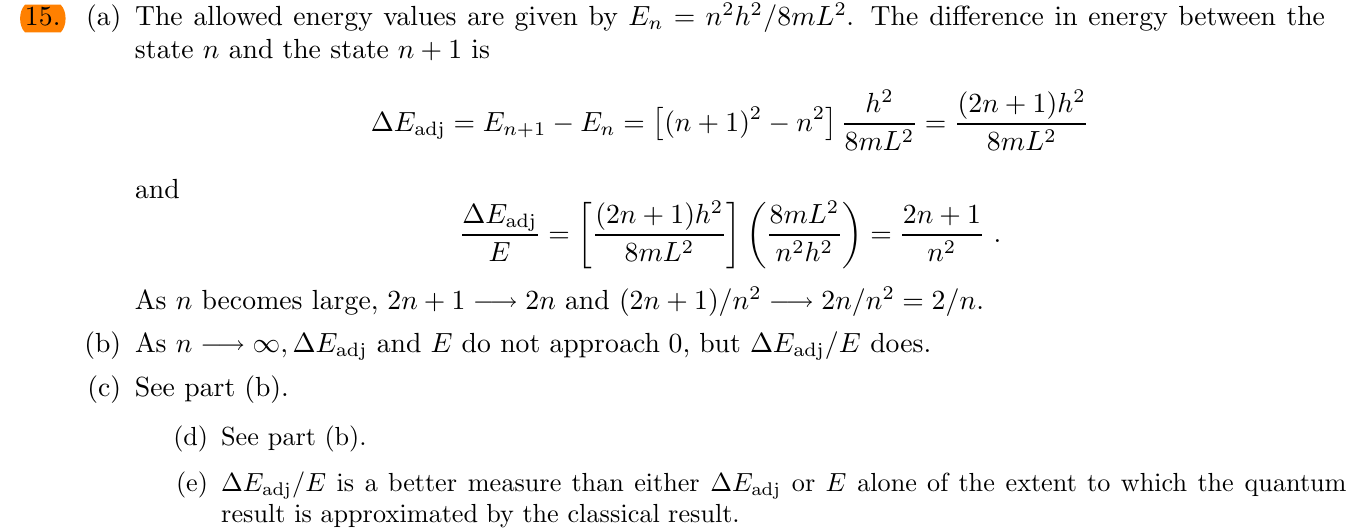 15. (a) The allowed energy values are given by Eₙ = n²h²/8mL². The difference in energy between the
state n and the state n + 1 is
ΔE_adj = Eₙ₊₁ − Eₙ = [(n + 1)² − n²] h²/8mL² = (2n + 1)h²/8mL²
and
ΔE_adj/E = [(2n + 1)h²/8mL²] (8mL²/n²h²) = 2n + 1/n² .
As n becomes large, 2n + 1 ⟶ 2n and (2n + 1)/n² ⟶ 2n/n² = 2/n.
(b) As n ⟶ ∞, ΔE_adj and E do not approach 0, but ΔE_adj/E does.
(c) See part (b).
(d) See part (b).
(e) ΔE_adj/E is a better measure than either ΔE_adj or E alone of the extent to which the quantum
result is approximated by the classical result.